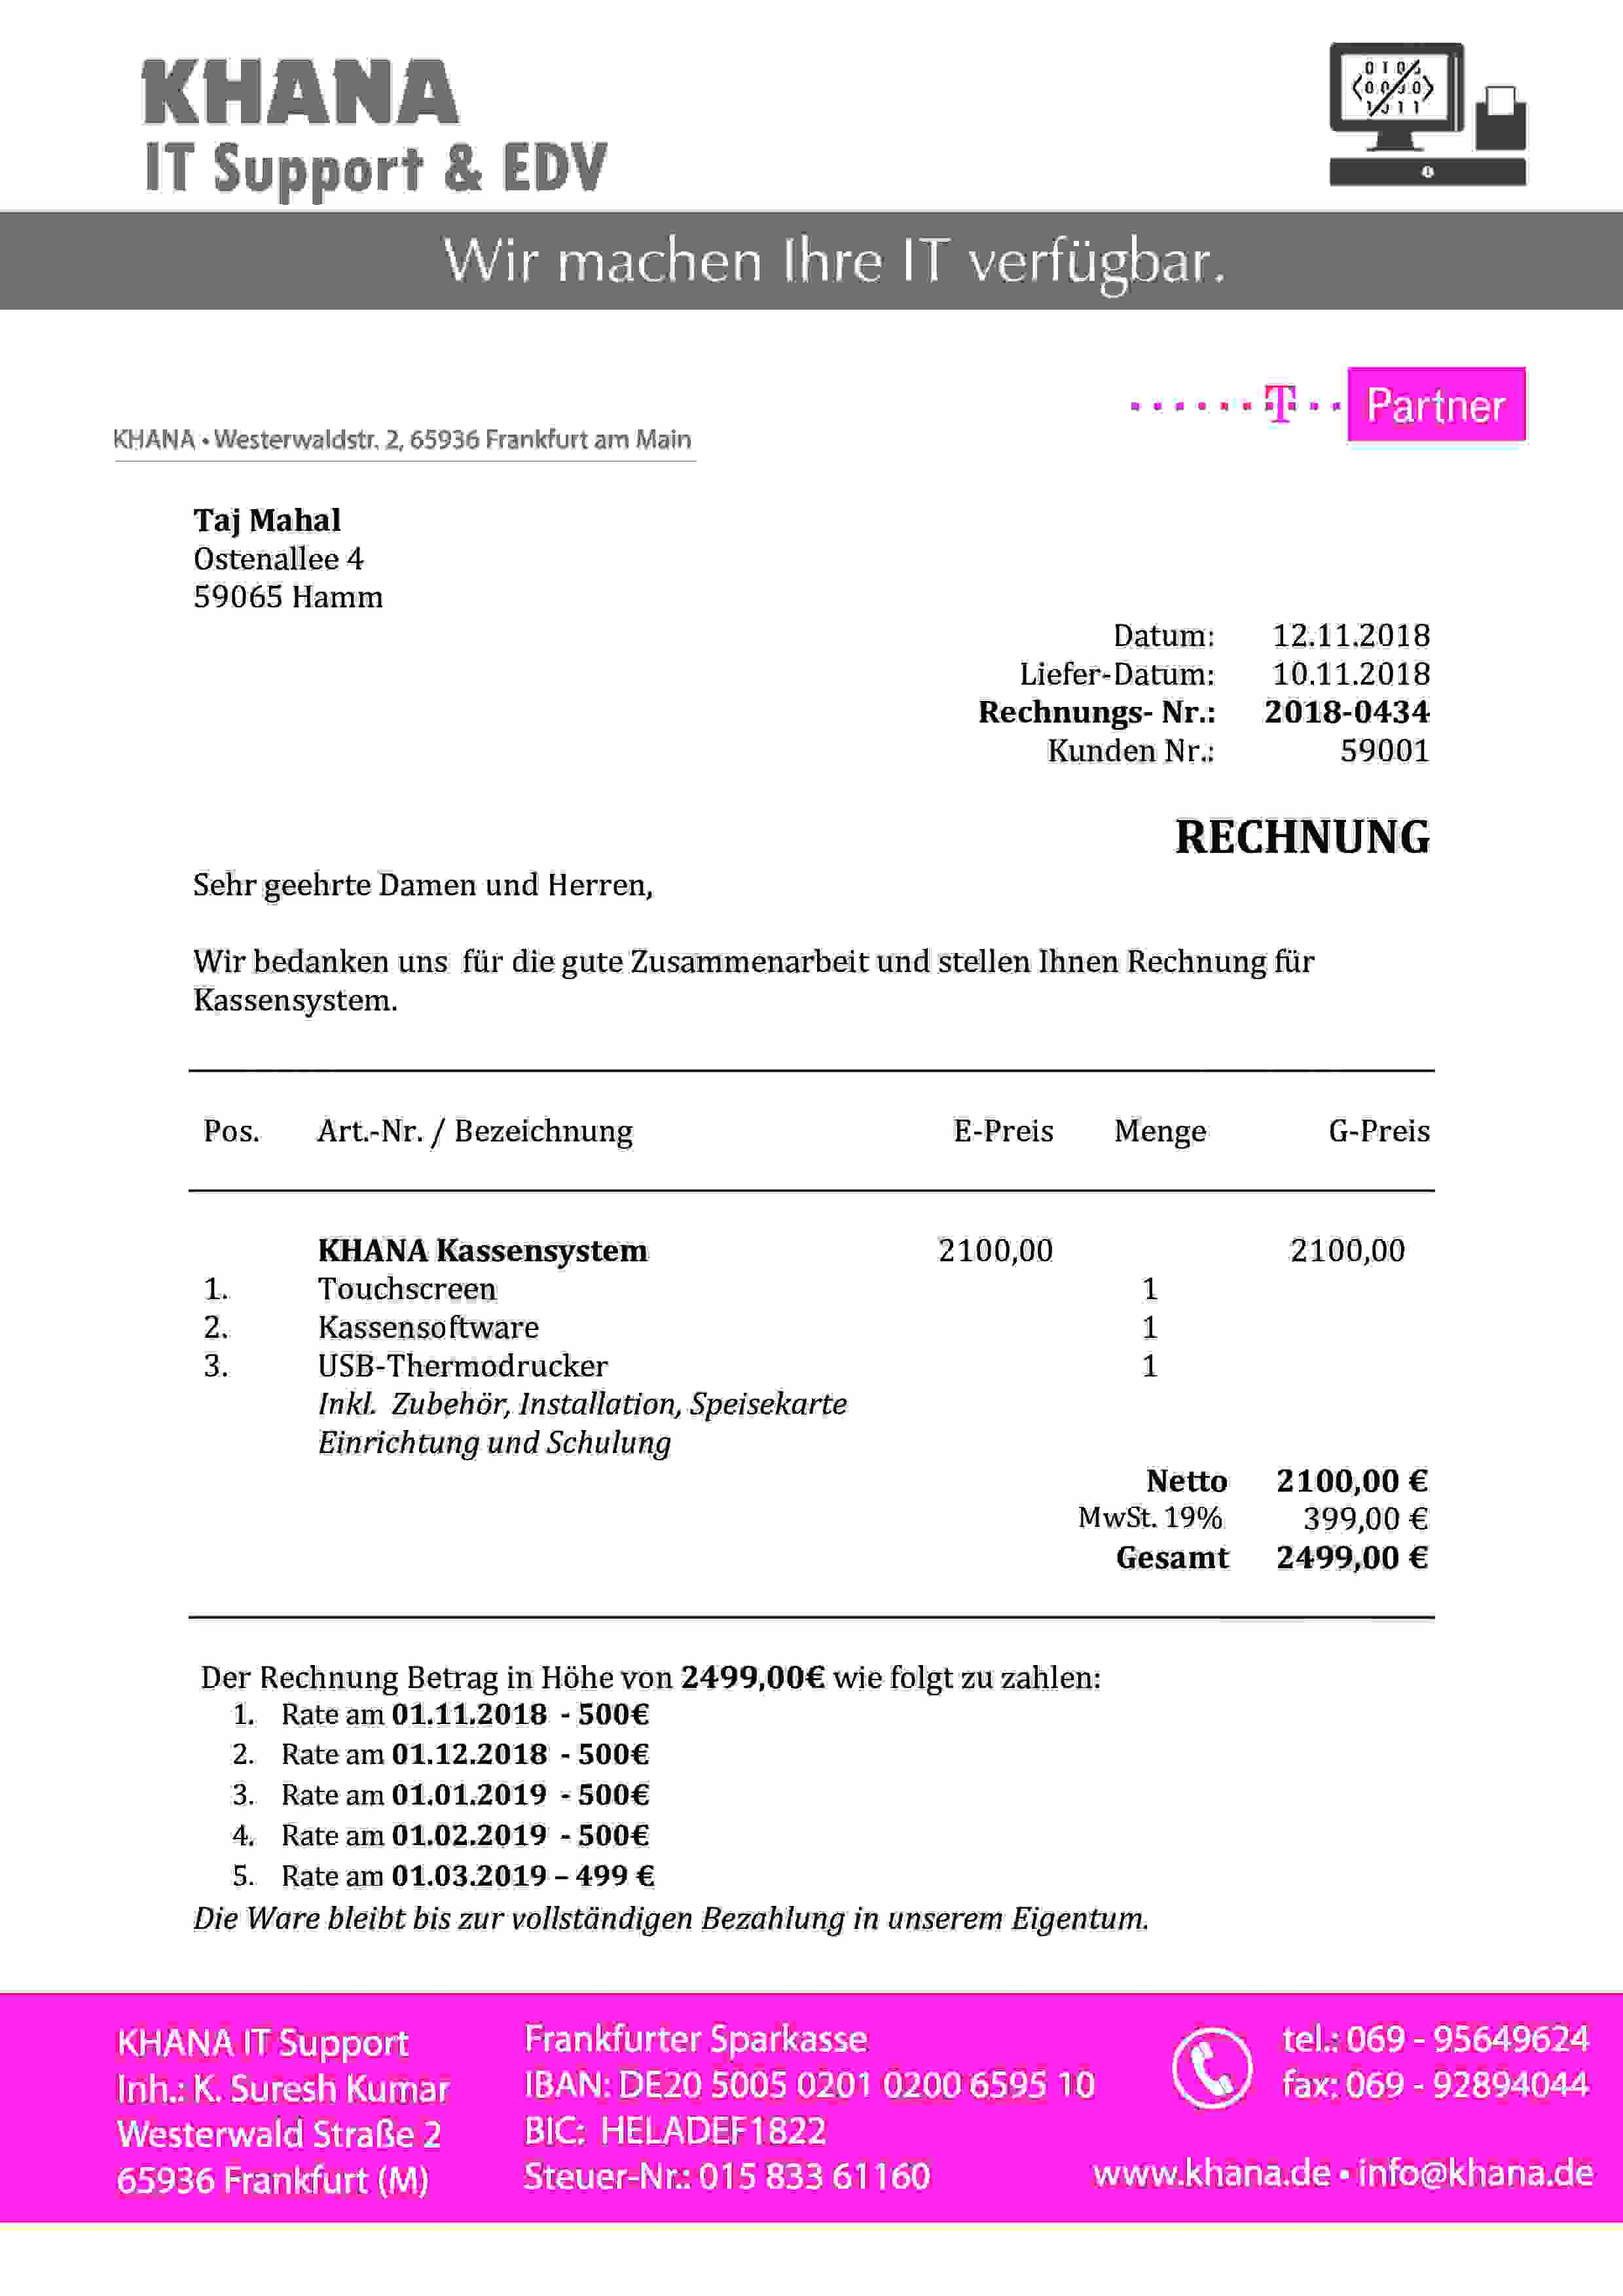 KHANA
IT Support & EDV
Wir machen Ihre IT verfügbar.
T Partner
KHANA • Westerwaldstr. 2, 65936 Frankfurt am Main
Taj Mahal
Ostenallee 4
59065 Hamm
Datum: 12.11.2018
Liefer-Datum: 10.11.2018
Rechnungs- Nr.: 2018-0434
Kunden Nr.: 59001
RECHNUNG
Sehr geehrte Damen und Herren,
Wir bedanken uns für die gute Zusammenarbeit und stellen Ihnen Rechnung für
Kassensystem.
Pos. Art.-Nr. / Bezeichnung E-Preis Menge G-Preis
KHANA Kassensystem 2100,00 2100,00
1. Touchscreen 1
2. Kassensoftware 1
3. USB-Thermodrucker 1
Inkl. Zubehör, Installation, Speisekarte
Einrichtung und Schulung
Netto 2100,00 €
MwSt. 19% 399,00 €
Gesamt 2499,00 €
Der Rechnung Betrag in Höhe von 2499,00€ wie folgt zu zahlen:
1. Rate am 01.11.2018 - 500€
2. Rate am 01.12.2018 - 500€
3. Rate am 01.01.2019 - 500€
4. Rate am 01.02.2019 - 500€
5. Rate am 01.03.2019 – 499 €
Die Ware bleibt bis zur vollständigen Bezahlung in unserem Eigentum.
KHANA IT Support
Inh.: K. Suresh Kumar
Westerwald Straße 2
65936 Frankfurt (M)
Frankfurter Sparkasse
IBAN: DE20 5005 0201 0200 6595 10
BIC: HELADEF1822
Steuer-Nr.: 015 833 61160
tel.: 069 - 95649624
fax: 069 - 92894044
www.khana.de • info@khana.de